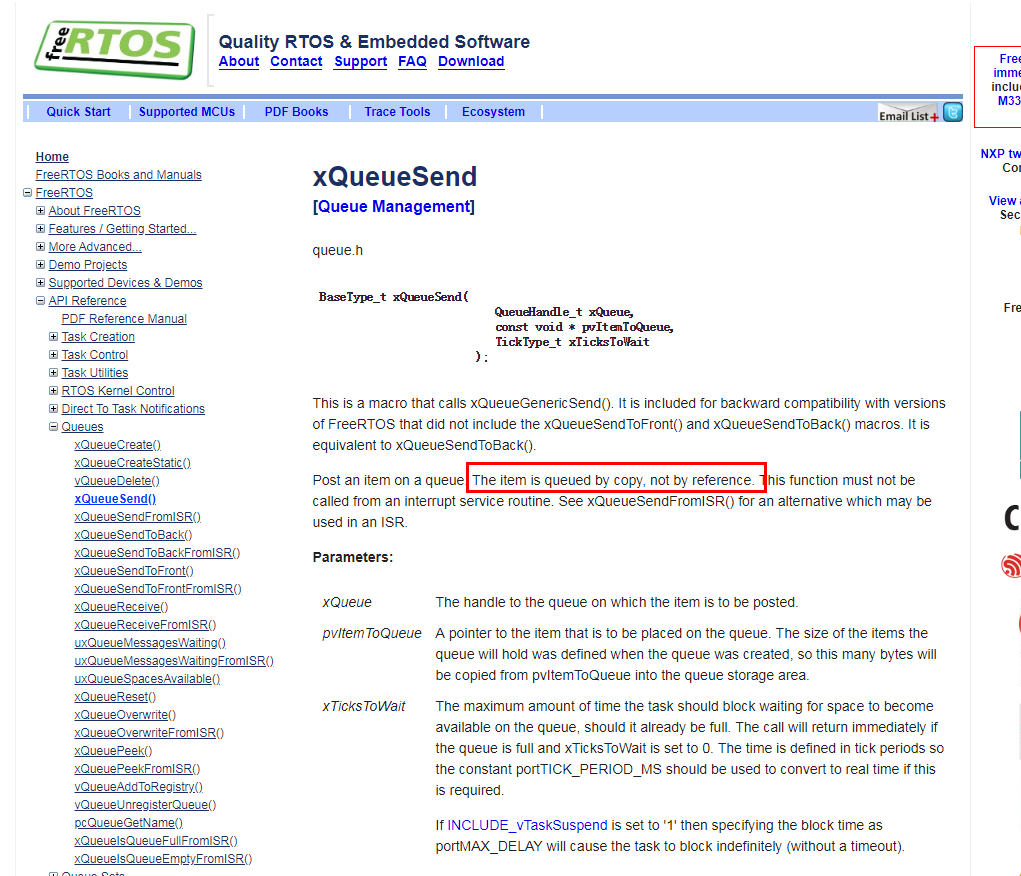 free RTOS
Quality RTOS & Embedded Software
About Contact Support FAQ Download
Quick Start Supported MCUs PDF Books Trace Tools Ecosystem
Email List+
Home
FreeRTOS Books and Manuals
FreeRTOS
About FreeRTOS
Features / Getting Started...
More Advanced...
Demo Projects
Supported Devices & Demos
API Reference
PDF Reference Manual
Task Creation
Task Control
Task Utilities
RTOS Kernel Control
Direct To Task Notifications
Queues
xQueueCreate()
xQueueCreateStatic()
vQueueDelete()
xQueueSend()
xQueueSendFromISR()
xQueueSendToBack()
xQueueSendToBackFromISR()
xQueueSendToFront()
xQueueSendToFrontFromISR()
xQueueReceive()
xQueueReceiveFromISR()
uxQueueMessagesWaiting()
uxQueueMessagesWaitingFromISR()
uxQueueSpacesAvailable()
xQueueReset()
xQueueOverwrite()
xQueueOverwriteFromISR()
xQueuePeek()
xQueuePeekFromISR()
vQueueAddToRegistry()
vQueueUnregisterQueue()
pcQueueGetName()
xQueueIsQueueFullFromISR()
xQueueIsQueueEmptyFromISR()
Queue Sets
xQueueSend
[Queue Management]
queue.h
BaseType_t xQueueSend(
QueueHandle_t xQueue,
const void * pvItemToQueue,
TickType_t xTicksToWait
);
This is a macro that calls xQueueGenericSend(). It is included for backward compatibility with versions
of FreeRTOS that did not include the xQueueSendToFront() and xQueueSendToBack() macros. It is
equivalent to xQueueSendToBack().
Post an item on a queue. The item is queued by copy, not by reference. This function must not be
called from an interrupt service routine. See xQueueSendFromISR() for an alternative which may be
used in an ISR.
Parameters:
xQueue The handle to the queue on which the item is to be posted.
pvItemToQueue A pointer to the item that is to be placed on the queue. The size of the items the
queue will hold was defined when the queue was created, so this many bytes will
be copied from pvItemToQueue into the queue storage area.
xTicksToWait The maximum amount of time the task should block waiting for space to become
available on the queue, should it already be full. The call will return immediately if
the queue is full and xTicksToWait is set to 0. The time is defined in tick periods so
the constant portTICK_PERIOD_MS should be used to convert to real time if this
is required.
If INCLUDE_vTaskSuspend is set to '1' then specifying the block time as
portMAX_DELAY will cause the task to block indefinitely (without a timeout).
Free
imme
inclu
M33
NXP tw
Cor
View a
Sec
Fre